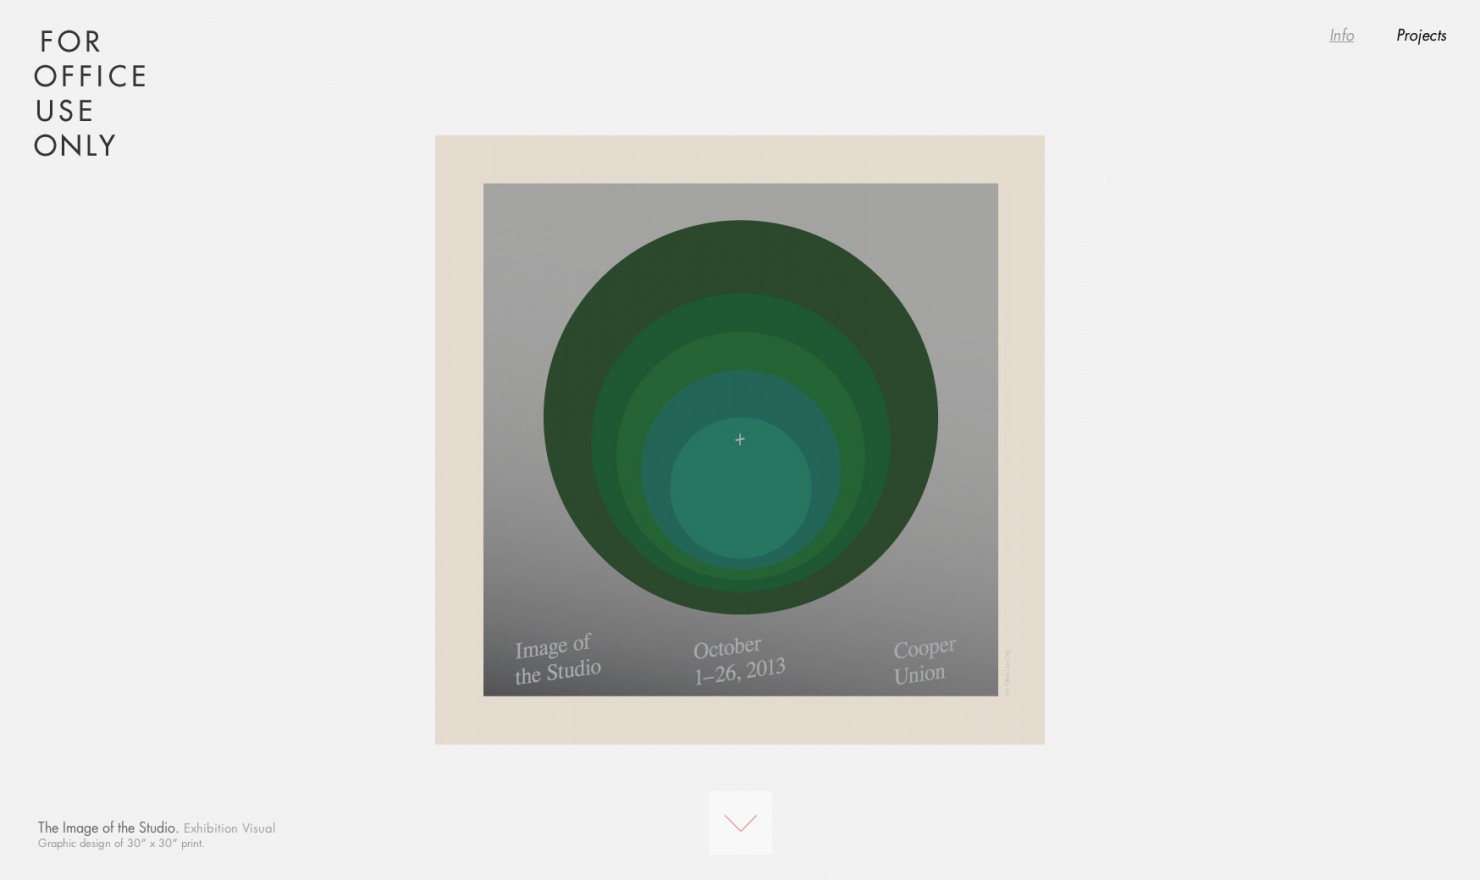 FOR
OFFICE
USE
ONLY
Info
Projects
Image of
the Studio
October
1–26, 2013
Cooper
Union
The Image of the Studio. Exhibition Visual
Graphic design of 30” x 30” print.